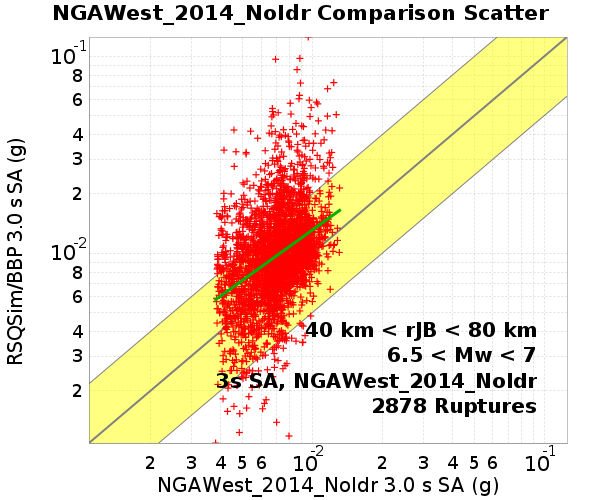 NGAWest_2014_NoIdr Comparison Scatter
RSQSim/BBP 3.0 s SA (g)
10-1
8
6
4
3
2
10-2
8
6
4
3
2
40 km < rJB < 80 km
6.5 < Mw < 7
3s SA, NGAWest_2014_NoIdr
2878 Ruptures
2 3 4 5 6 10-2 2 3 4 5 6 10-1
NGAWest_2014_NoIdr 3.0 s SA (g)